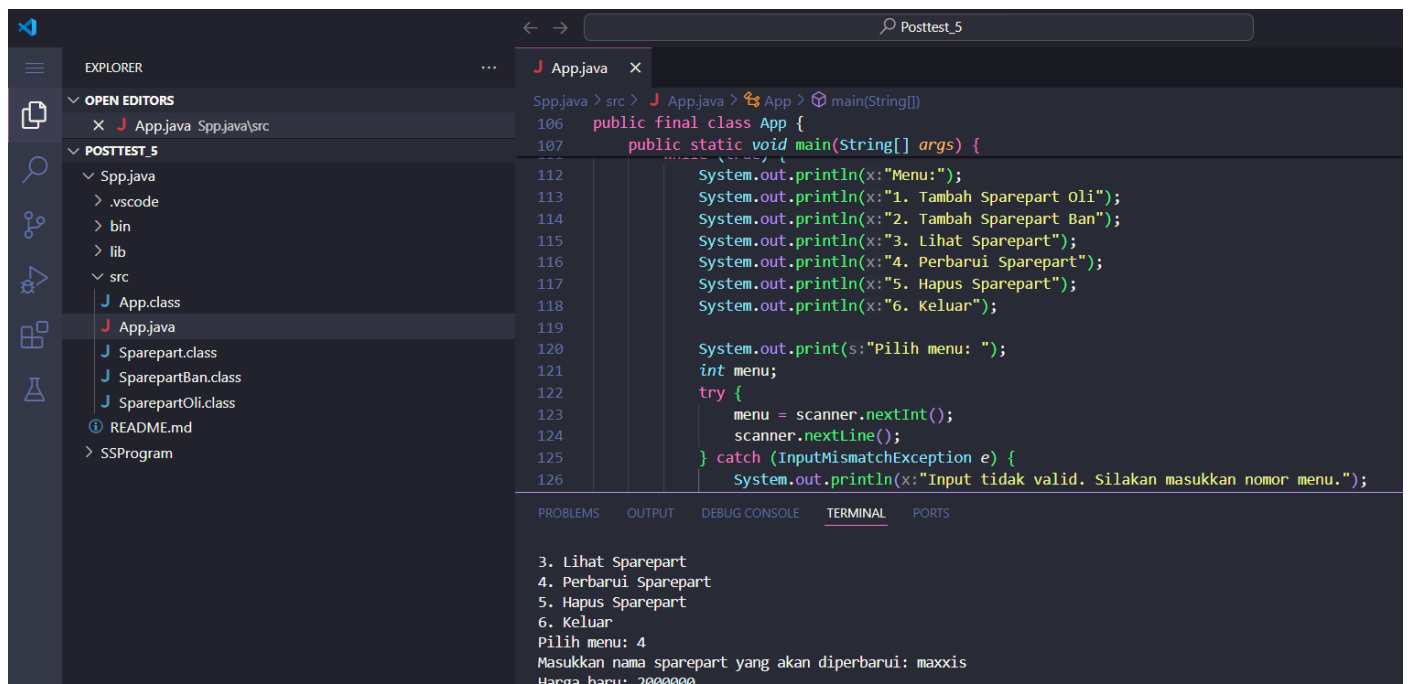 Posttest_5
EXPLORER
OPEN EDITORS
App.java Spp.java\src
POSTTEST_5
Spp.java
.vscode
bin
lib
src
App.class
App.java
Sparepart.class
SparepartBan.class
SparepartOli.class
README.md
SSProgram
App.java
Spp.java > src > App.java > App > main(String[])
106 public final class App {
107 public static void main(String[] args) {
112 System.out.println(x:"Menu:");
113 System.out.println(x:"1. Tambah Sparepart Oli");
114 System.out.println(x:"2. Tambah Sparepart Ban");
115 System.out.println(x:"3. Lihat Sparepart");
116 System.out.println(x:"4. Perbarui Sparepart");
117 System.out.println(x:"5. Hapus Sparepart");
118 System.out.println(x:"6. Keluar");
119
120 System.out.print(s:"Pilih menu: ");
121 int menu;
122 try {
123 menu = scanner.nextInt();
124 scanner.nextLine();
125 } catch (InputMismatchException e) {
126 System.out.println(x:"Input tidak valid. Silakan masukkan nomor menu.");
PROBLEMS OUTPUT DEBUG CONSOLE TERMINAL PORTS
3. Lihat Sparepart
4. Perbarui Sparepart
5. Hapus Sparepart
6. Keluar
Pilih menu: 4
Masukkan nama sparepart yang akan diperbarui: maxxis
Harga baru: 2000000